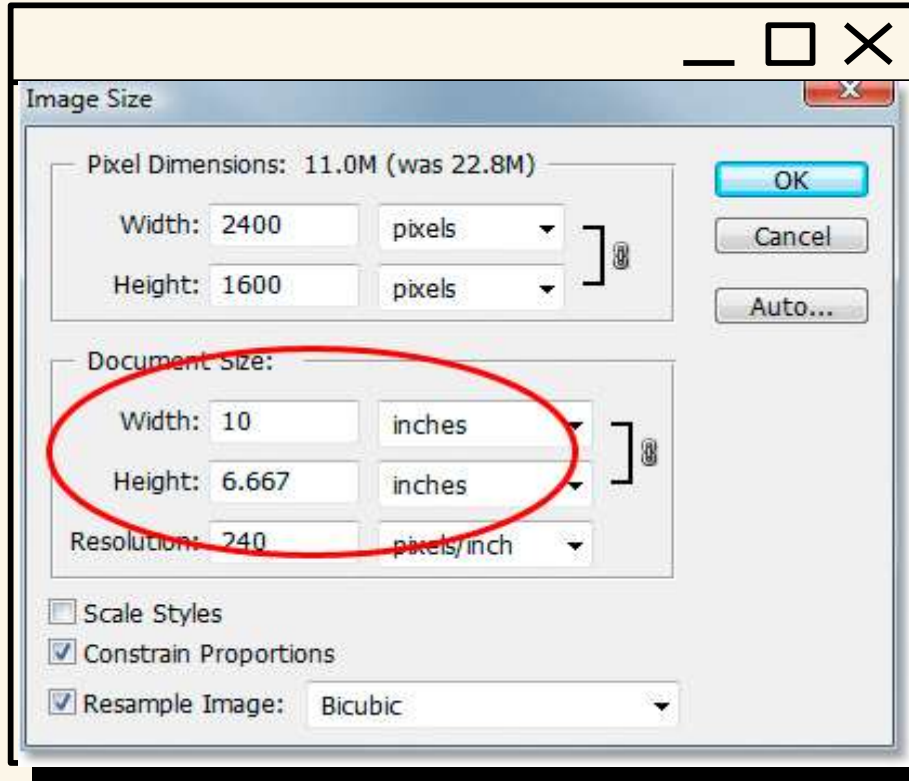 Image Size
Pixel Dimensions: 11.0M (was 22.8M)
OK
Width: 2400 pixels
Cancel
Height: 1600 pixels
Auto...
Document Size:
Width: 10 inches
Height: 6.667 inches
Resolution: 240 pixels/inch
Scale Styles
Constrain Proportions
Resample Image: Bicubic